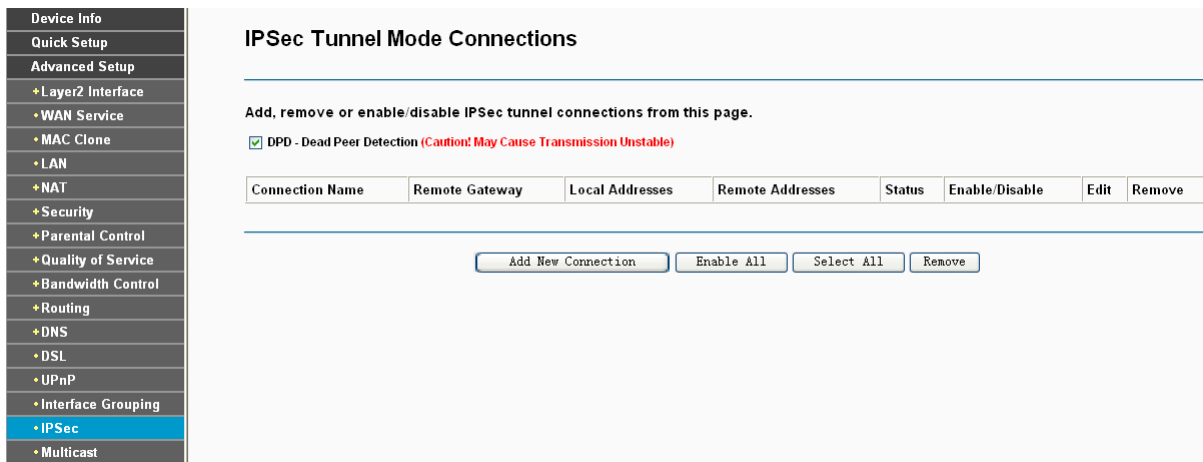 Device Info
Quick Setup
Advanced Setup
+Layer2 Interface
•WAN Service
•MAC Clone
•LAN
+NAT
+Security
+Parental Control
+Quality of Service
+Bandwidth Control
+Routing
+DNS
•DSL
•UPnP
•Interface Grouping
•IPSec
•Multicast
IPSec Tunnel Mode Connections
Add, remove or enable/disable IPSec tunnel connections from this page.
DPD - Dead Peer Detection (Caution! May Cause Transmission Unstable)
Connection Name Remote Gateway Local Addresses Remote Addresses Status Enable/Disable Edit Remove
Add New Connection Enable All Select All Remove